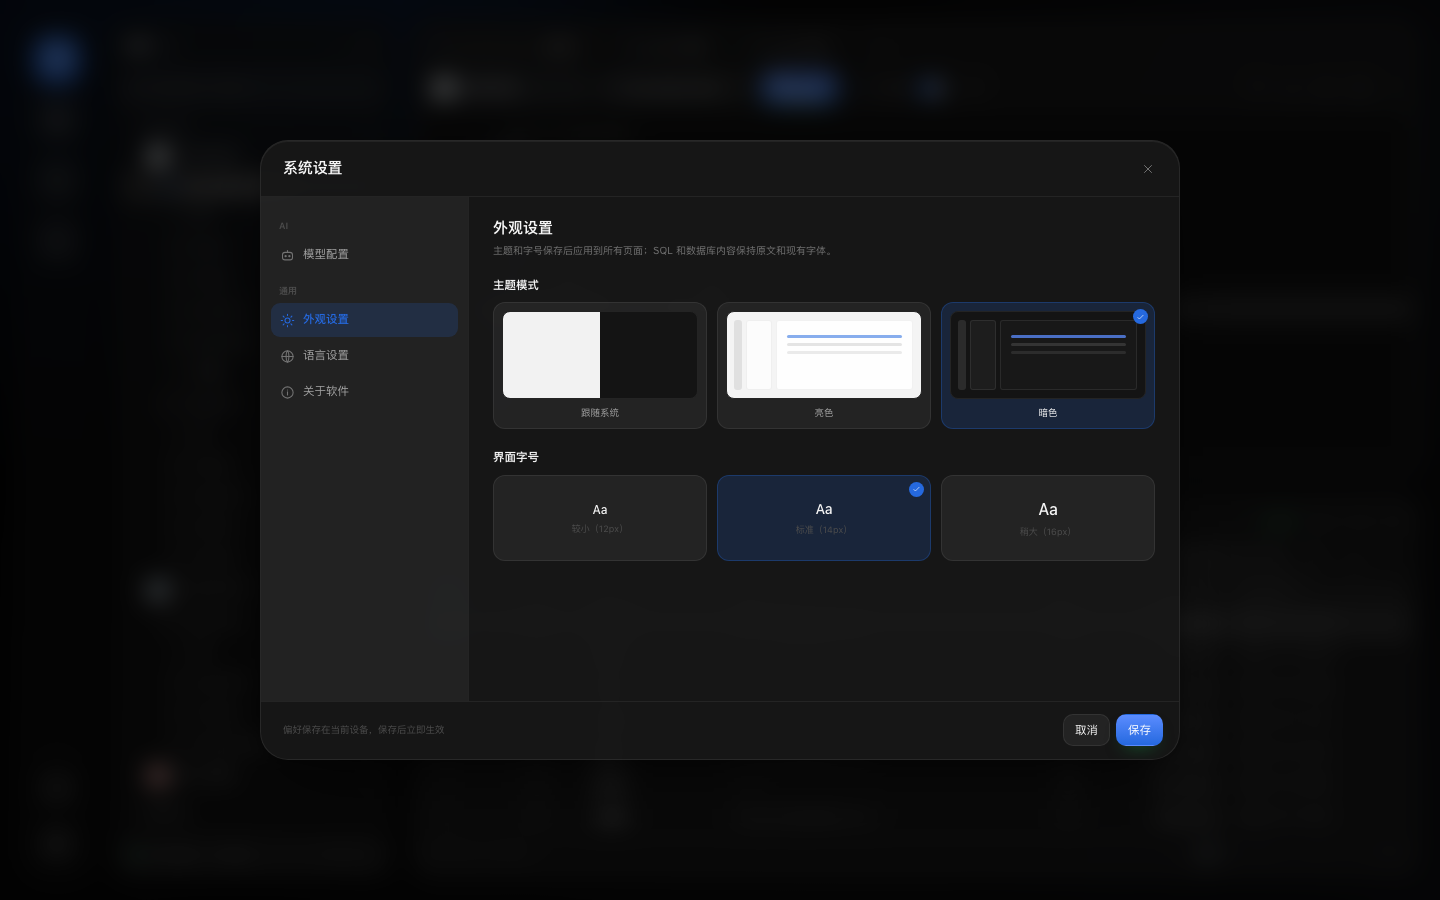 系统设置
AI
模型配置
通用
外观设置
语言设置
关于软件
外观设置
主题和字号保存后应用到所有页面；SQL 和数据库内容保持原文和现有字体。
主题模式
跟随系统
亮色
暗色
界面字号
Aa
较小（12px）
Aa
标准（14px）
Aa
稍大（16px）
偏好保存在当前设备，保存后立即生效
取消
保存